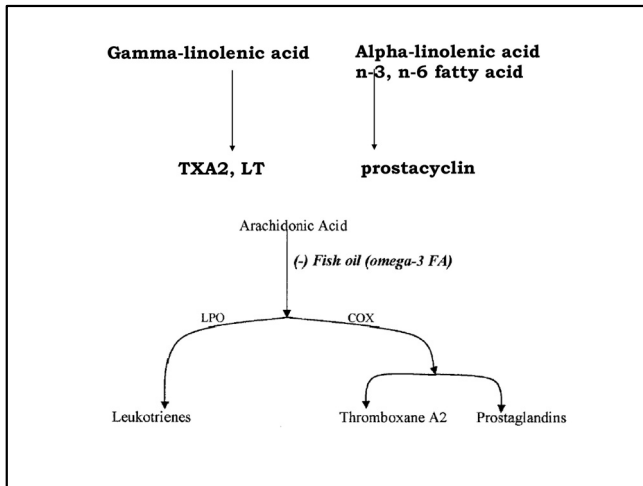 Gamma-linolenic acid
Alpha-linolenic acid
n-3, n-6 fatty acid
TXA2, LT
prostacyclin
Arachidonic Acid
(-) Fish oil (omega-3 FA)
LPO
COX
Leukotrienes
Thromboxane A2
Prostaglandins